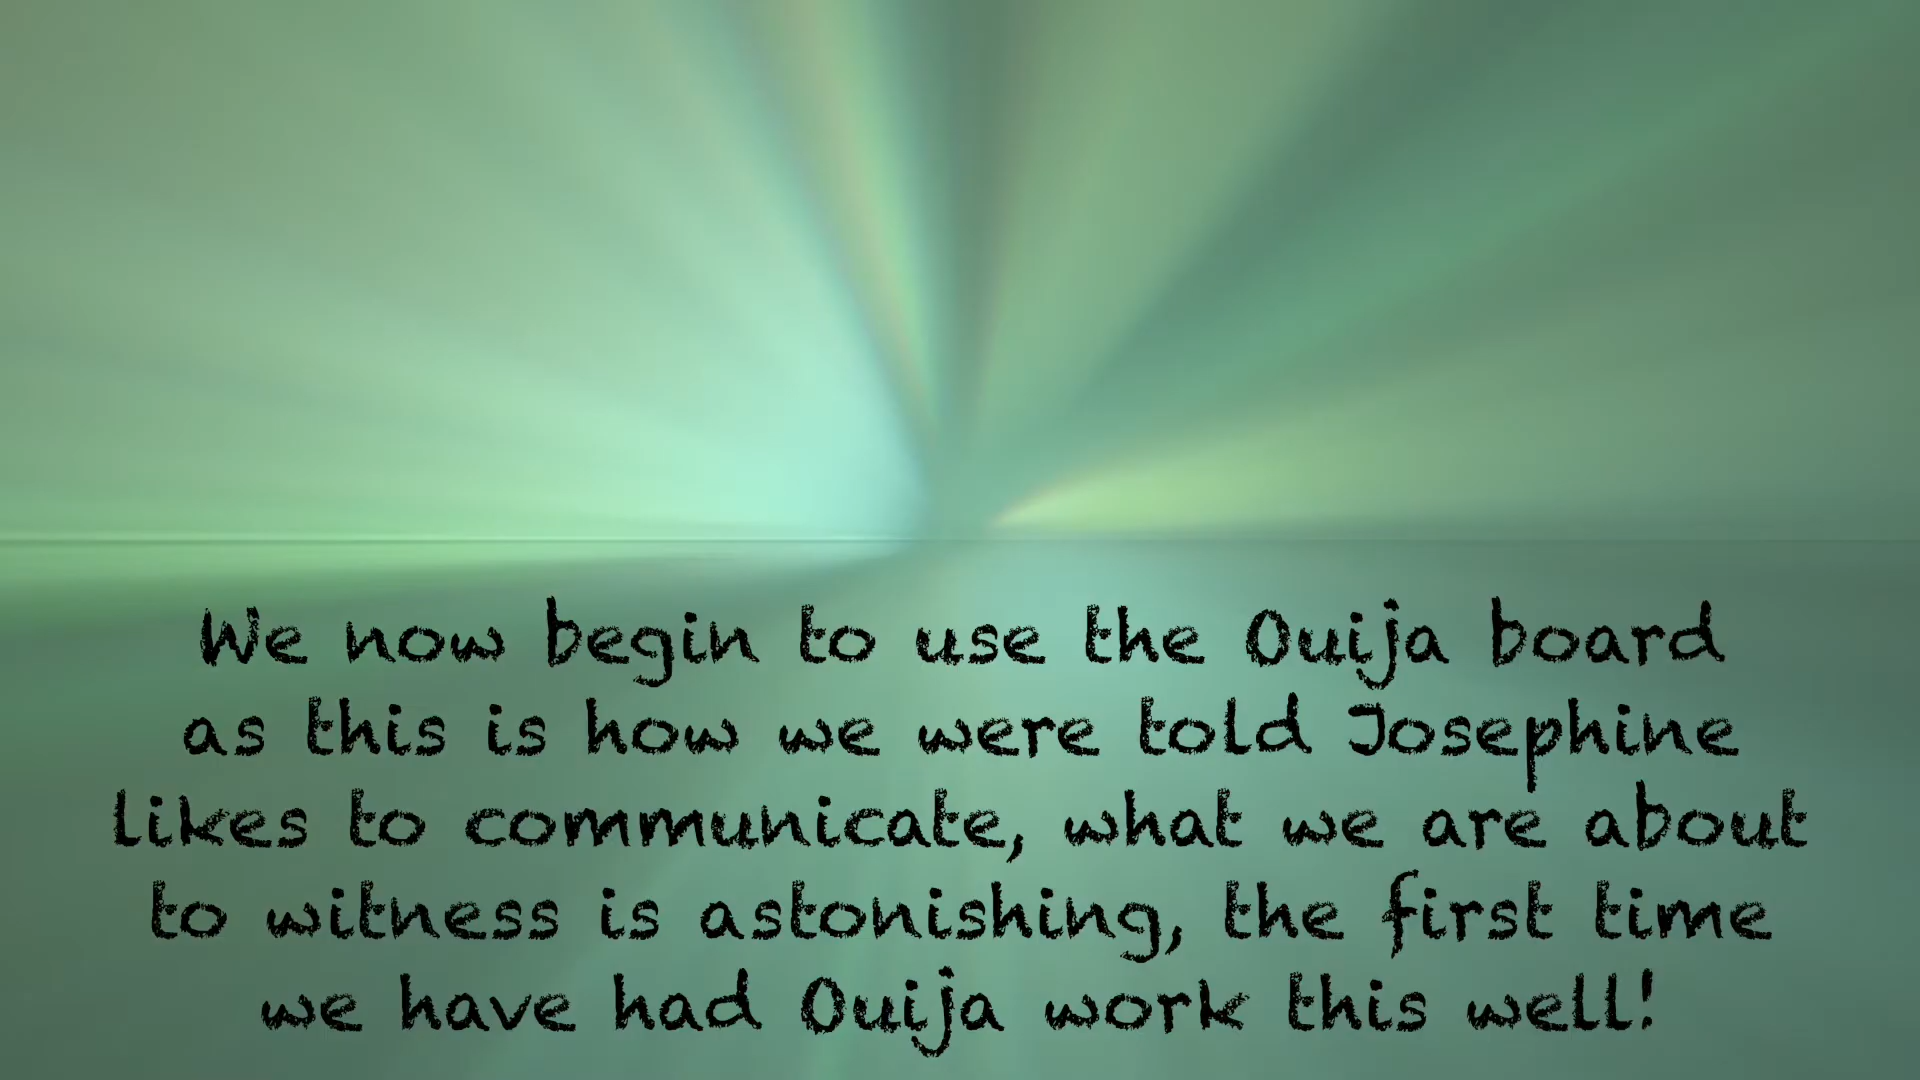 We now begin to use the Ouija board
as this is how we were told Josephine
likes to communicate, what we are about
to witness is astonishing, the first time
we have had Ouija work this well!